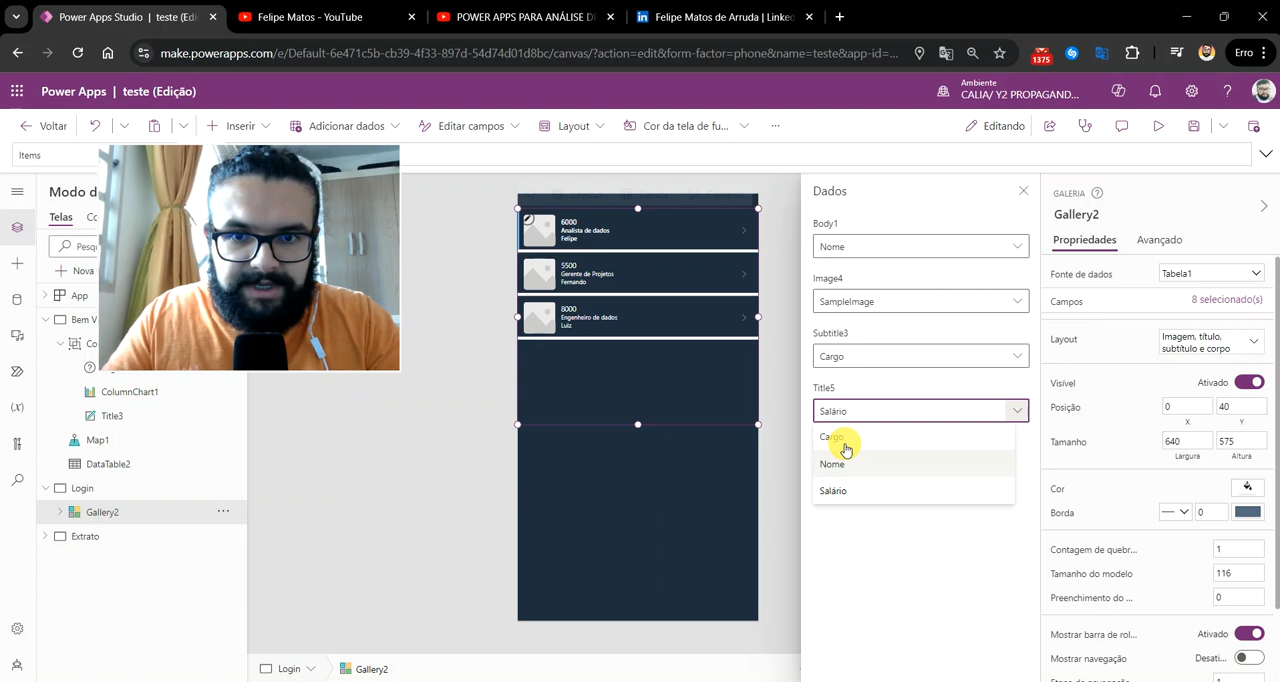 Power Apps Studio | teste (Edi
Felipe Matos - YouTube
POWER APPS PARA ANÁLISE D
Felipe Matos de Arruda | Linked
make.powerapps.com/e/Default-6e471c5b-cb39-4f33-897d-54d74d01d8bc/canvas/?action=edit&form-factor=phone&name=teste&app-id=...
1375
Erro
Power Apps | teste (Edição)
Ambiente
CALIA/ Y2 PROPAGAND...
Voltar
Inserir
Adicionar dados
Editar campos
Layout
Cor da tela de fu...
...
Editando
Items
Modo d
Telas
Co
Pesqu
Nova
App
Bem V
Co
ColumnChart1
Title3
Map1
DataTable2
Login
Gallery2
...
Extrato
6000
Analista de dados
Felipe
5500
Gerente de Projetos
Fernando
8000
Engenheiro de dados
Luiz
Login
Gallery2
Dados
Body1
Nome
Image4
SampleImage
Subtitle3
Cargo
Title5
Salário
Cargo
Nome
Salário
GALERIA
Gallery2
Propriedades
Avançado
Fonte de dados
Tabela1
Campos
8 selecionado(s)
Layout
Imagem, título,
subtítulo e corpo
Visível
Ativado
Posição
0
40
X
Y
Tamanho
640
575
Largura
Altura
Cor
Borda
0
Contagem de quebr...
1
Tamanho do modelo
116
Preenchimento do ...
0
Mostrar barra de rol...
Ativado
Mostrar navegação
Desati...